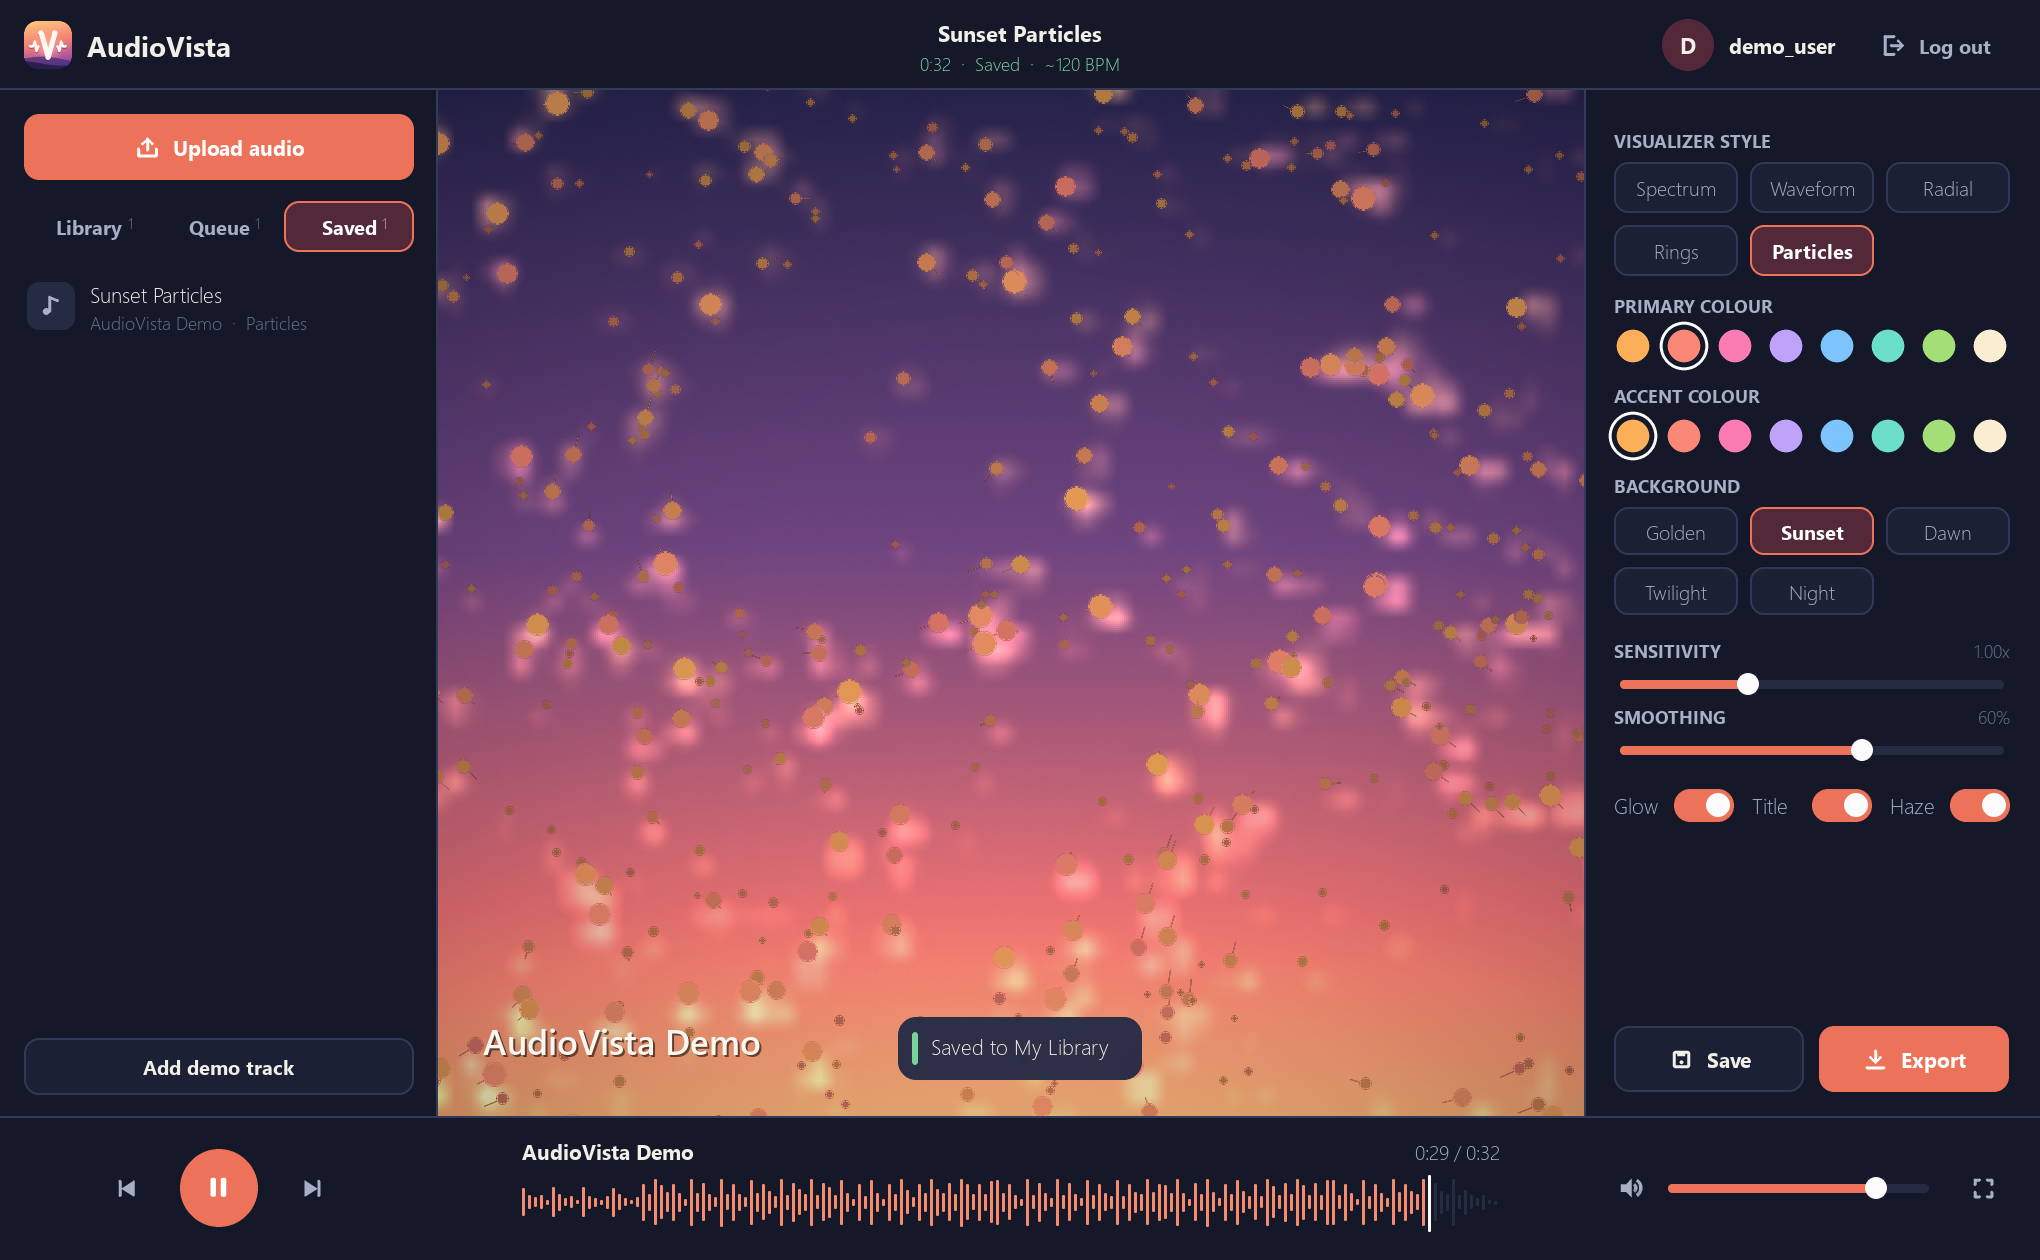 AudioVista
Sunset Particles
0:32 · Saved · ~120 BPM
D demo_user
Log out
Upload audio
Library 1
Queue 1
Saved 1
Sunset Particles
AudioVista Demo · Particles
Add demo track
AudioVista Demo
Saved to My Library
VISUALIZER STYLE
Spectrum
Waveform
Radial
Rings
Particles
PRIMARY COLOUR
ACCENT COLOUR
BACKGROUND
Golden
Sunset
Dawn
Twilight
Night
SENSITIVITY 1.00x
SMOOTHING 60%
Glow
Title
Haze
Save
Export
AudioVista Demo
0:29 / 0:32